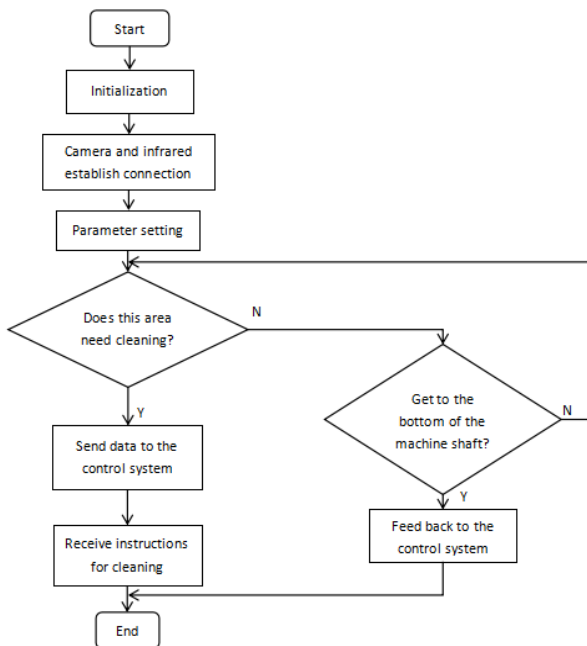 Start
Initialization
Camera and infrared
establish connection
Parameter setting
Does this area
need cleaning?
N
Get to the
bottom of the
machine shaft?
N
Y
Send data to the
control system
Y
Feed back to the
control system
Receive instructions
for cleaning
End